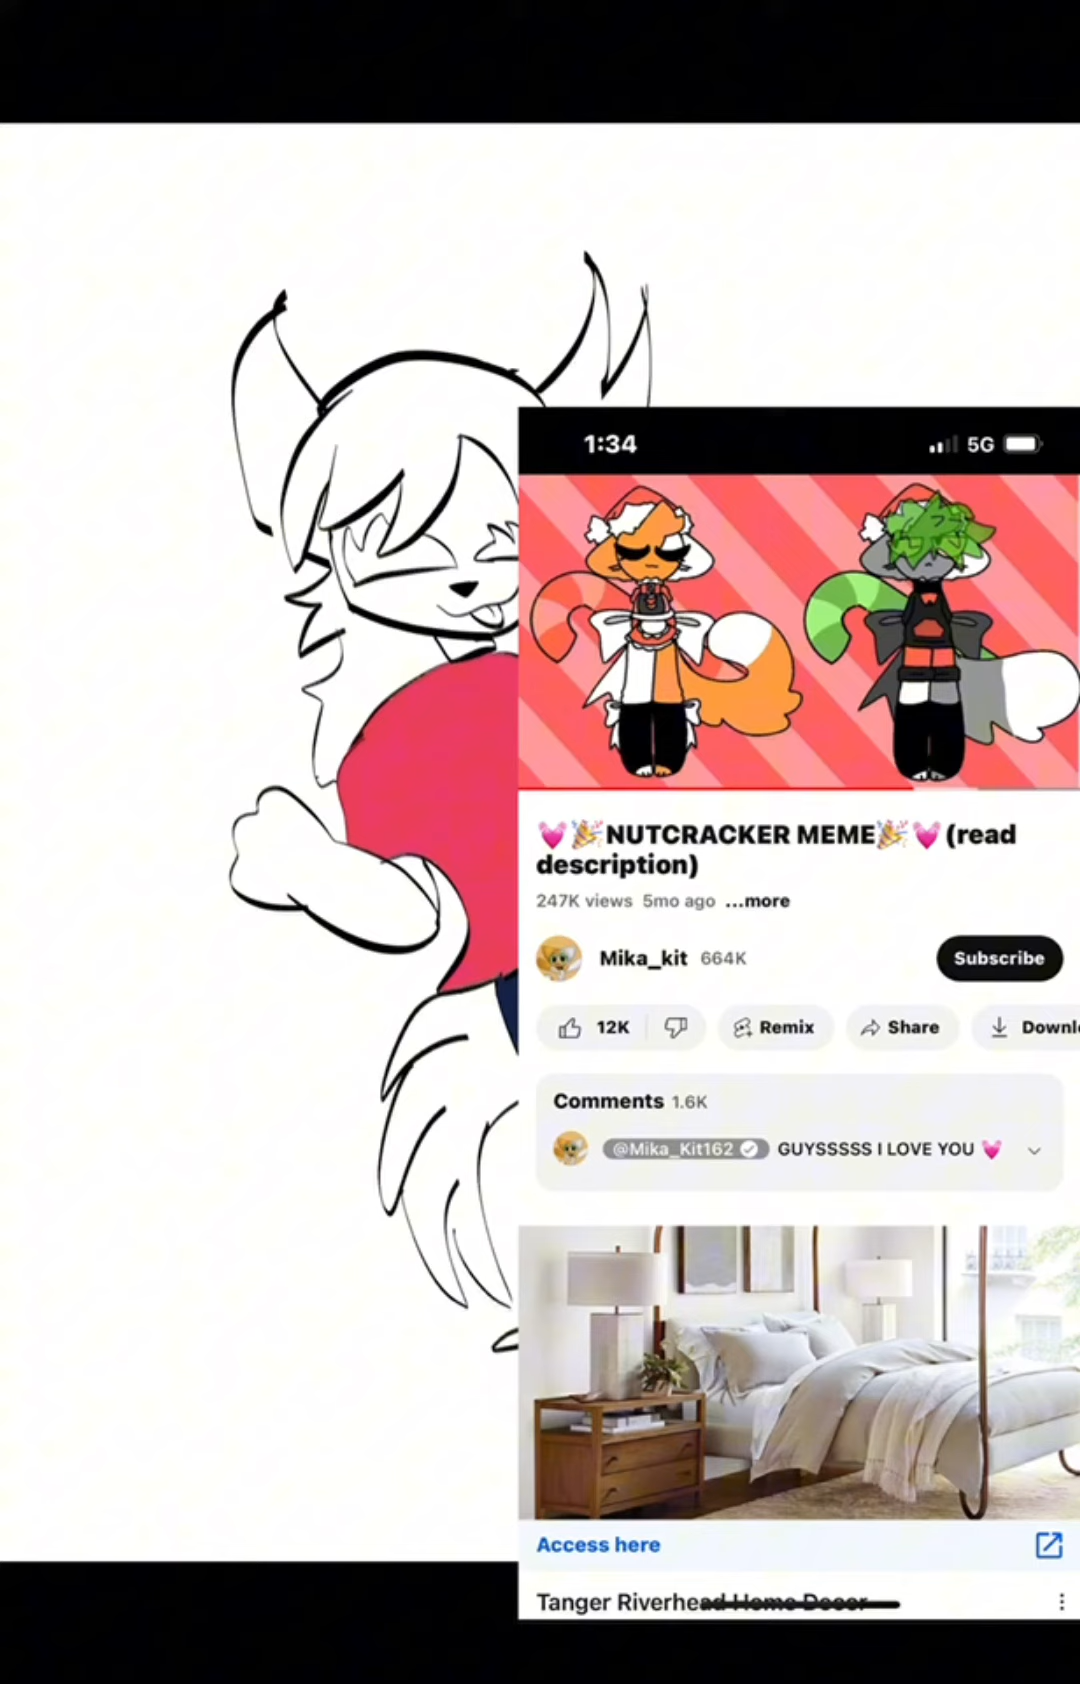 1:34
5G
💓🎉NUTCRACKER MEME🎉💓 (read
description)
247K views 5mo ago ...more
Mika_kit 664K
Subscribe
12K
Remix
Share
Downl
Comments 1.6K
@Mika_Kit162 GUYSSSSS I LOVE YOU 💓
Access here
Tanger Riverhead Home Decor